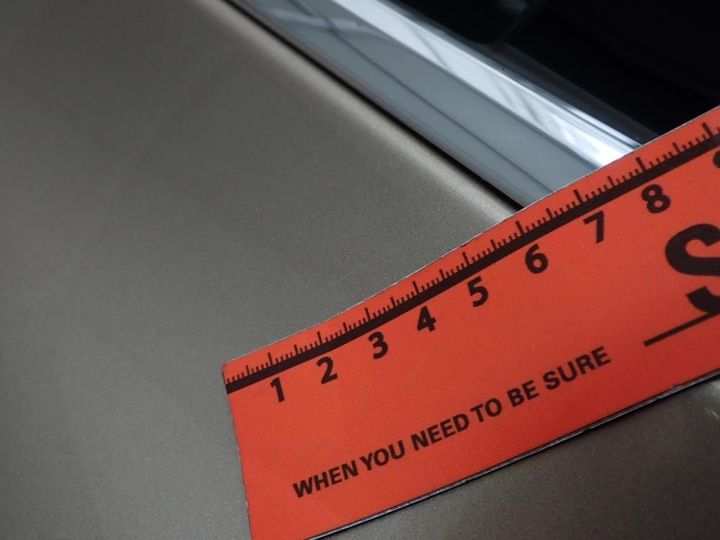 1 2 3 4 5 6 7 8
S
WHEN YOU NEED TO BE SURE